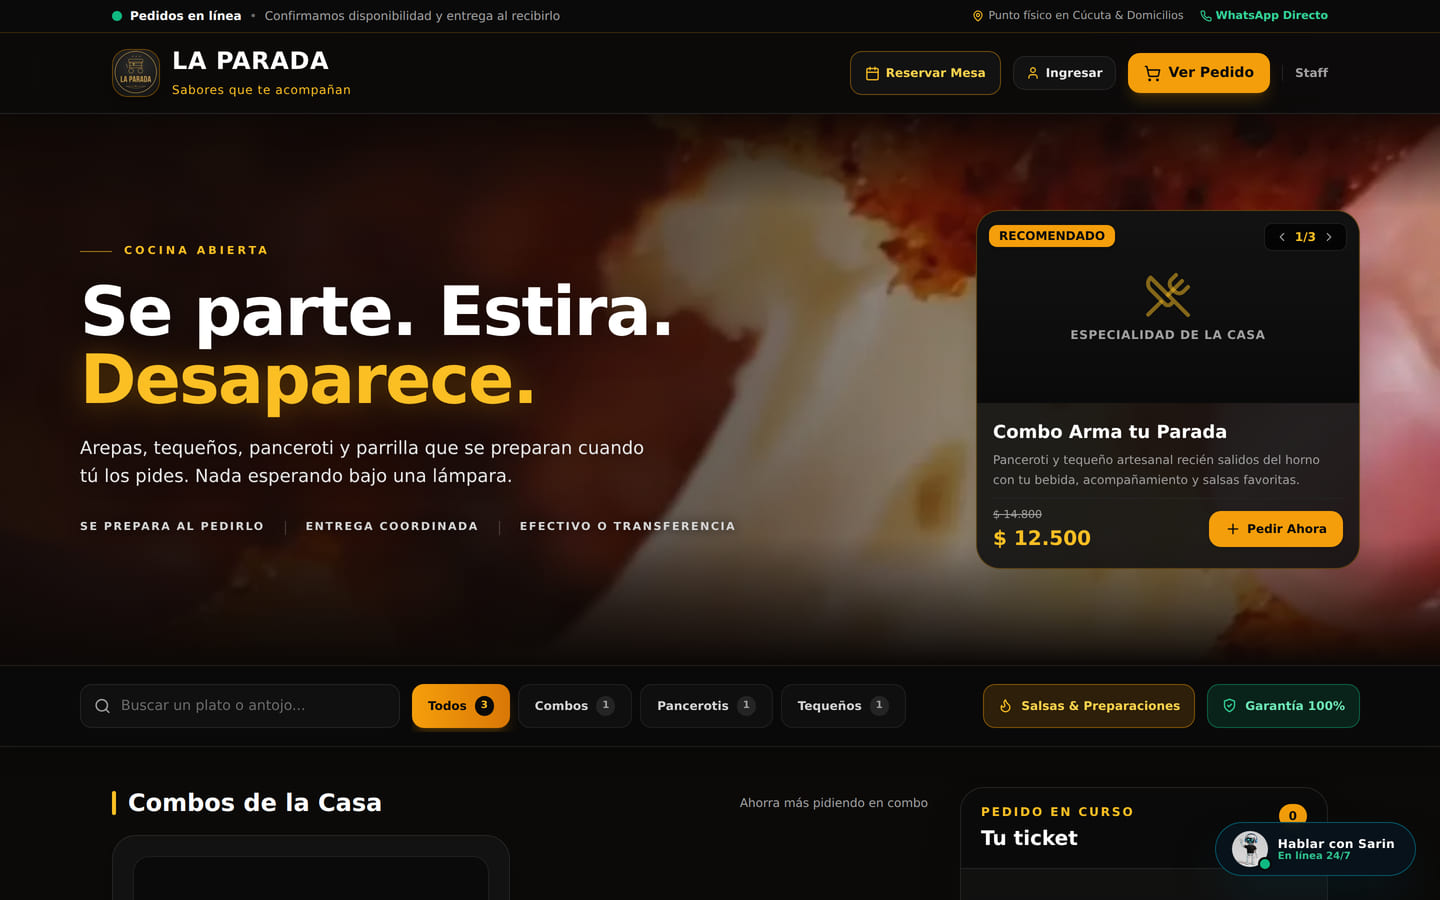 Pedidos en línea • Confirmamos disponibilidad y entrega al recibirlo
Punto físico en Cúcuta & Domicilios
WhatsApp Directo
LA PARADA
LA PARADA
Sabores que te acompañan
Reservar Mesa
Ingresar
Ver Pedido
Staff
COCINA ABIERTA
Se parte. Estira.
Desaparece.
Arepas, tequeños, panceroti y parrilla que se preparan cuando
tú los pides. Nada esperando bajo una lámpara.
SE PREPARA AL PEDIRLO
ENTREGA COORDINADA
EFECTIVO O TRANSFERENCIA
RECOMENDADO
1/3
ESPECIALIDAD DE LA CASA
Combo Arma tu Parada
Panceroti y tequeño artesanal recién salidos del horno
con tu bebida, acompañamiento y salsas favoritas.
$ 14.800
$ 12.500
Pedir Ahora
Buscar un plato o antojo...
Todos 3
Combos 1
Pancerotis 1
Tequeños 1
Salsas & Preparaciones
Garantía 100%
Combos de la Casa
Ahorra más pidiendo en combo
PEDIDO EN CURSO
0
Tu ticket
Hablar con Sarin
En línea 24/7